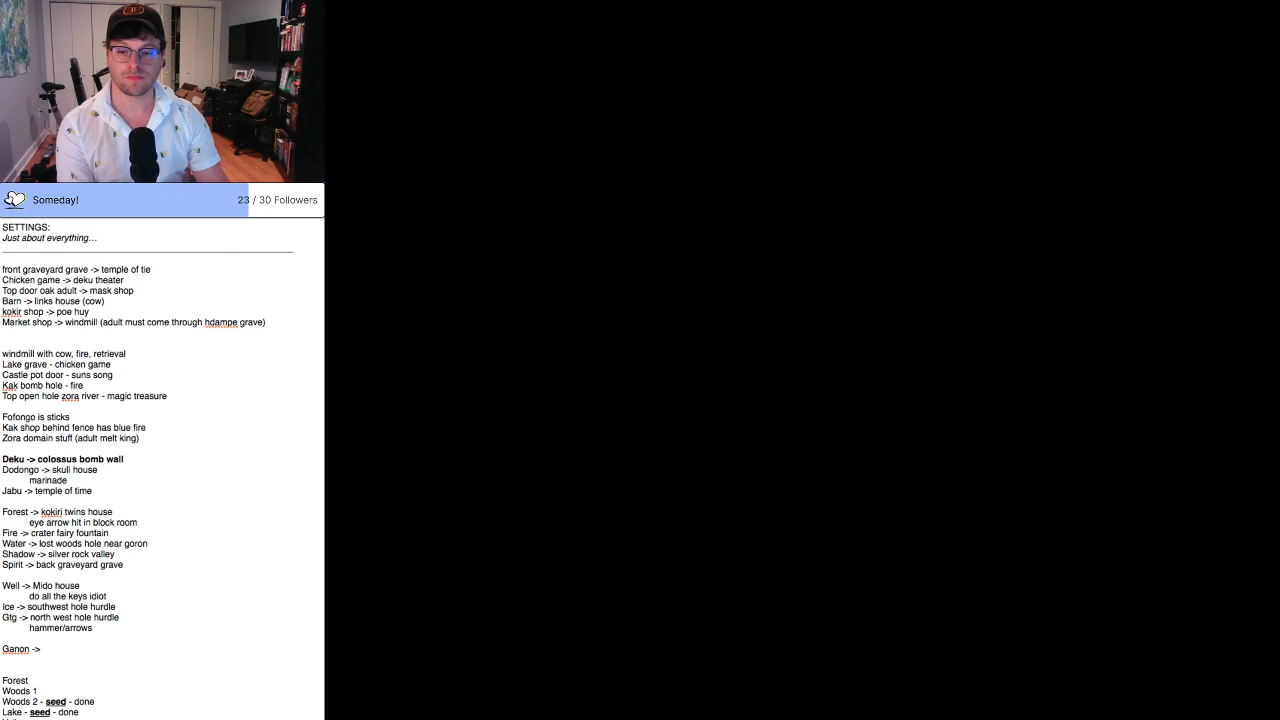 Someday!
23 / 30 Followers
SETTINGS:
Just about everything...
front graveyard grave -> temple of tie
Chicken game -> deku theater
Top door oak adult -> mask shop
Barn -> links house (cow)
kokir shop -> poe huy
Market shop -> windmill (adult must come through hdampe grave)
windmill with cow, fire, retrieval
Lake grave - chicken game
Castle pot door - suns song
Kak bomb hole - fire
Top open hole zora river - magic treasure
Fofongo is sticks
Kak shop behind fence has blue fire
Zora domain stuff (adult melt king)
Deku -> colossus bomb wall
Dodongo -> skull house
marinade
Jabu -> temple of time
Forest -> kokiri twins house
eye arrow hit in block room
Fire -> crater fairy fountain
Water -> lost woods hole near goron
Shadow -> silver rock valley
Spirit -> back graveyard grave
Well -> Mido house
do all the keys idiot
Ice -> southwest hole hurdle
Gtg -> north west hole hurdle
hammer/arrows
Ganon ->
Forest
Woods 1
Woods 2 - seed - done
Lake - seed - done